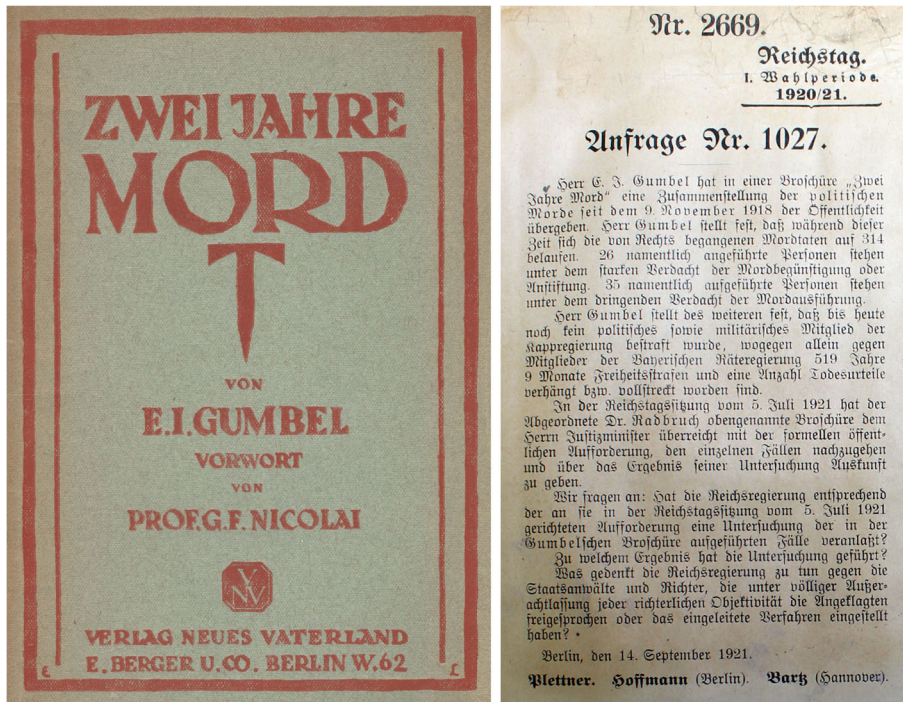 ZWEI JAHRE
MORD
VON
E.I. GUMBEL
VORWORT
VON
PROF. G. F. NICOLAI
V
NV
VERLAG NEUES VATERLAND
E. BERGER U. CO. BERLIN W. 62
E
L
Nr. 2669.
Reichstag.
I. Wahlperiode.
1920/21.
Anfrage Nr. 1027.
Herr E. J. Gumbel hat in einer Broschüre „Zwei
Jahre Mord“ eine Zusammenstellung der politischen
Morde seit dem 9. November 1918 der Öffentlichkeit
übergeben. Herr Gumbel stellt fest, daß während dieser
Zeit sich die von Rechts begangenen Mordtaten auf 314
belaufen. 26 namentlich angeführte Personen stehen
unter dem starken Verdacht der Mordbegünstigung oder
Anstiftung. 35 namentlich aufgeführte Personen stehen
unter dem dringenden Verdacht der Mordausführung.
Herr Gumbel stellt des weiteren fest, daß bis heute
noch kein politisches sowie militärisches Mitglied der
Kappregierung bestraft wurde, wogegen allein gegen
Mitglieder der Bayerischen Räteregierung 519 Jahre
9 Monate Freiheitsstrafen und eine Anzahl Todesurteile
verhängt bzw. vollstreckt worden sind.
In der Reichstagssitzung vom 5. Juli 1921 hat der
Abgeordnete Dr. Radbruch obengenannte Broschüre dem
Herrn Justizminister überreicht mit der formellen öffent-
lichen Aufforderung, den einzelnen Fällen nachzugehen
und über das Ergebnis seiner Untersuchung Auskunft
zu geben.
Wir fragen an: Hat die Reichsregierung entsprechend
der an sie in der Reichstagssitzung vom 5. Juli 1921
gerichteten Aufforderung eine Untersuchung der in der
Gumbelschen Broschüre aufgeführten Fälle veranlaßt?
Zu welchem Ergebnis hat die Untersuchung geführt?
Was gedenkt die Reichsregierung zu tun gegen die
Staatsanwälte und Richter, die unter völliger Außer-
achtlassung jeder richterlichen Objektivität die Angeklagten
freigesprochen oder das eingeleitete Verfahren eingestellt
haben?
Berlin, den 14. September 1921.
Plettner. Hoffmann (Berlin). Bartz (Hannover).